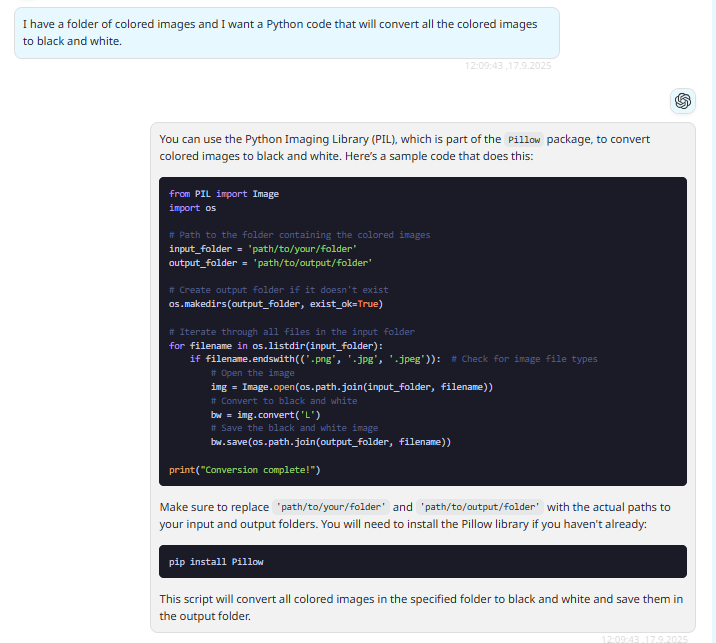 I have a folder of colored images and I want a Python code that will convert all the colored images
to black and white.
12:09:43 ,17.9.2025
You can use the Python Imaging Library (PIL), which is part of the Pillow package, to convert
colored images to black and white. Here's a sample code that does this:
from PIL import Image
import os
# Path to the folder containing the colored images
input_folder = 'path/to/your/folder'
output_folder = 'path/to/output/folder'
# Create output folder if it doesn't exist
os.makedirs(output_folder, exist_ok=True)
# Iterate through all files in the input folder
for filename in os.listdir(input_folder):
    if filename.endswith(('.png', '.jpg', '.jpeg')):  # Check for image file types
        # Open the image
        img = Image.open(os.path.join(input_folder, filename))
        # Convert to black and white
        bw = img.convert('L')
        # Save the black and white image
        bw.save(os.path.join(output_folder, filename))
print("Conversion complete!")
Make sure to replace 'path/to/your/folder' and 'path/to/output/folder' with the actual paths to
your input and output folders. You will need to install the Pillow library if you haven't already:
pip install Pillow
This script will convert all colored images in the specified folder to black and white and save them in
the output folder.
12:09:43 ,17.9.2025